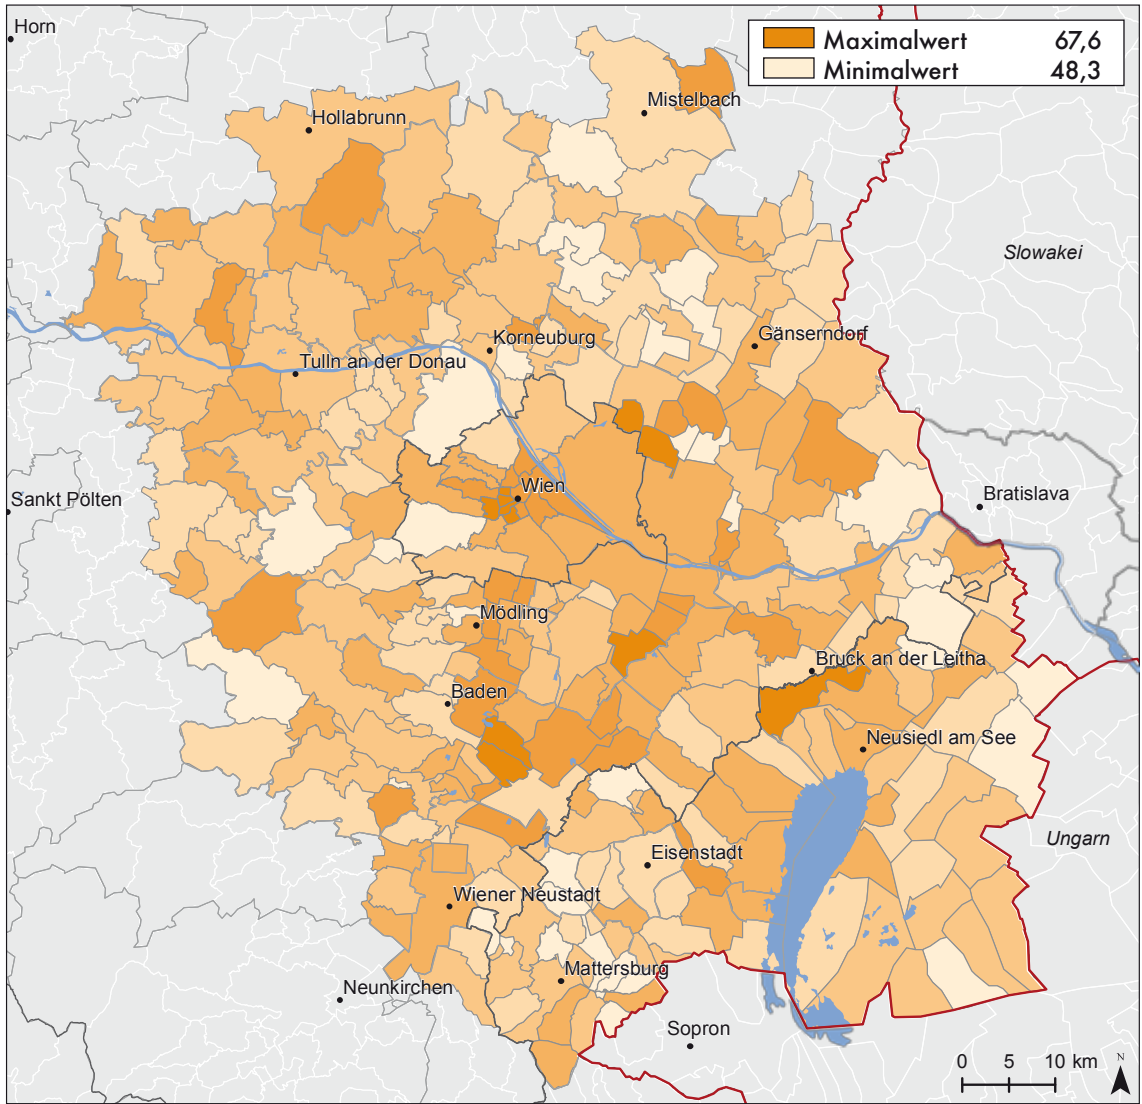 Horn
Maximalwert 67,6
Minimalwert 48,3
Mistelbach
Hollabrunn
Slowakei
Gänserndorf
Korneuburg
Tulln an der Donau
Wien
Bratislava
Sankt Pölten
Mödling
Bruck an der Leitha
Baden
Neusiedl am See
Ungarn
Eisenstadt
Wiener Neustadt
Mattersburg
Neunkirchen
Sopron
0 5 10 km
N